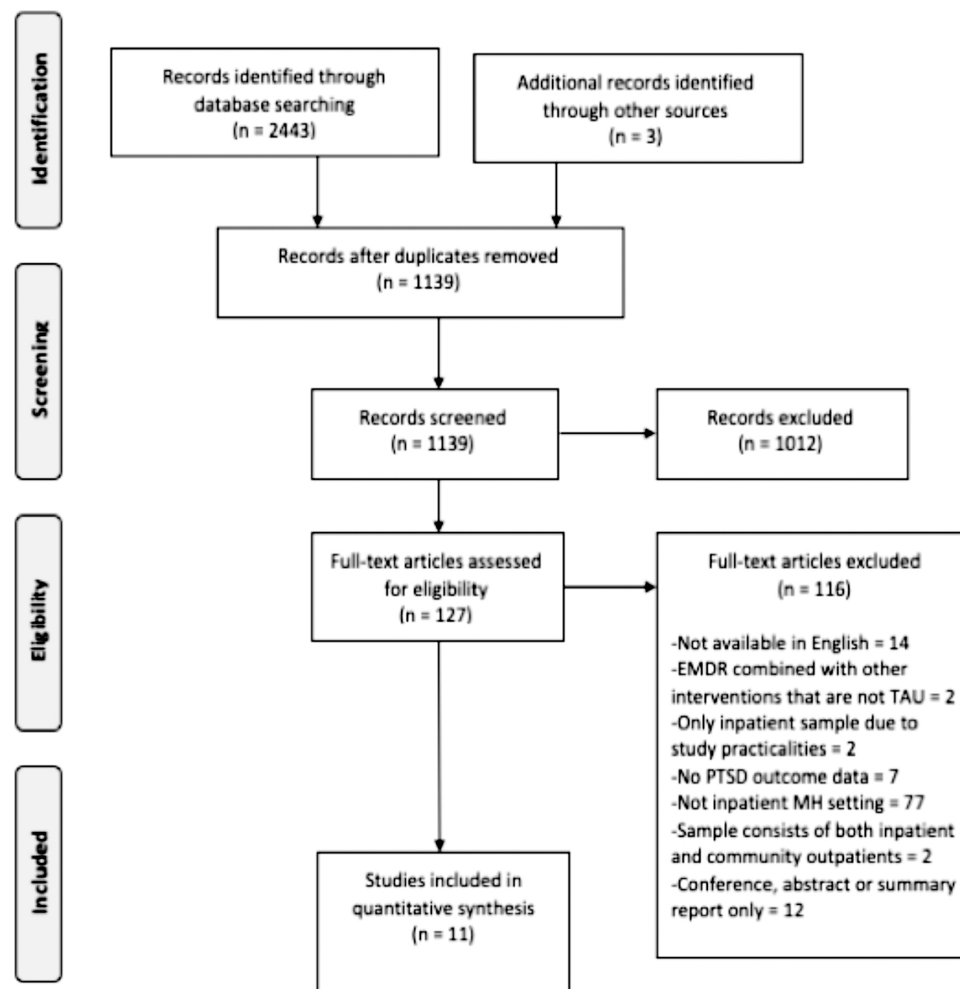 Identification
Records identified through
database searching
(n = 2443)
Additional records identified
through other sources
(n = 3)
Records after duplicates removed
(n = 1139)
Screening
Records screened
(n = 1139)
Records excluded
(n = 1012)
Eligibility
Full-text articles assessed
for eligibility
(n = 127)
Full-text articles excluded
(n = 116)
-Not available in English = 14
-EMDR combined with other
interventions that are not TAU = 2
-Only inpatient sample due to
study practicalities = 2
-No PTSD outcome data = 7
-Not inpatient MH setting = 77
-Sample consists of both inpatient
and community outpatients = 2
-Conference, abstract or summary
report only = 12
Included
Studies included in
quantitative synthesis
(n = 11)